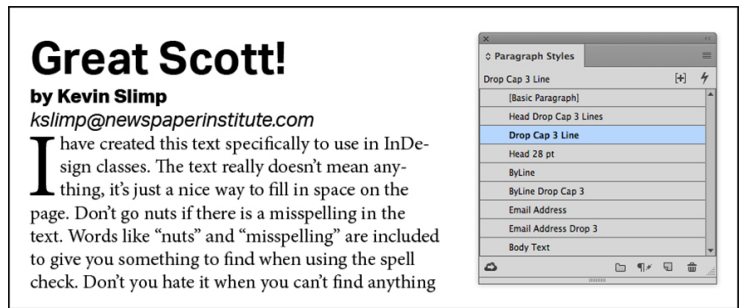 Great Scott!
by Kevin Slimp
kslimp@newspaperinstitute.com
I have created this text specifically to use in InDe-
sign classes. The text really doesn’t mean any-
thing, it’s just a nice way to fill in space on the
page. Don’t go nuts if there is a misspelling in the
text. Words like “nuts” and “misspelling” are included
to give you something to find when using the spell
check. Don’t you hate it when you can’t find anything
Paragraph Styles
Drop Cap 3 Line
[Basic Paragraph]
Head Drop Cap 3 Lines
Drop Cap 3 Line
Head 28 pt
ByLine
ByLine Drop Cap 3
Email Address
Email Address Drop 3
Body Text